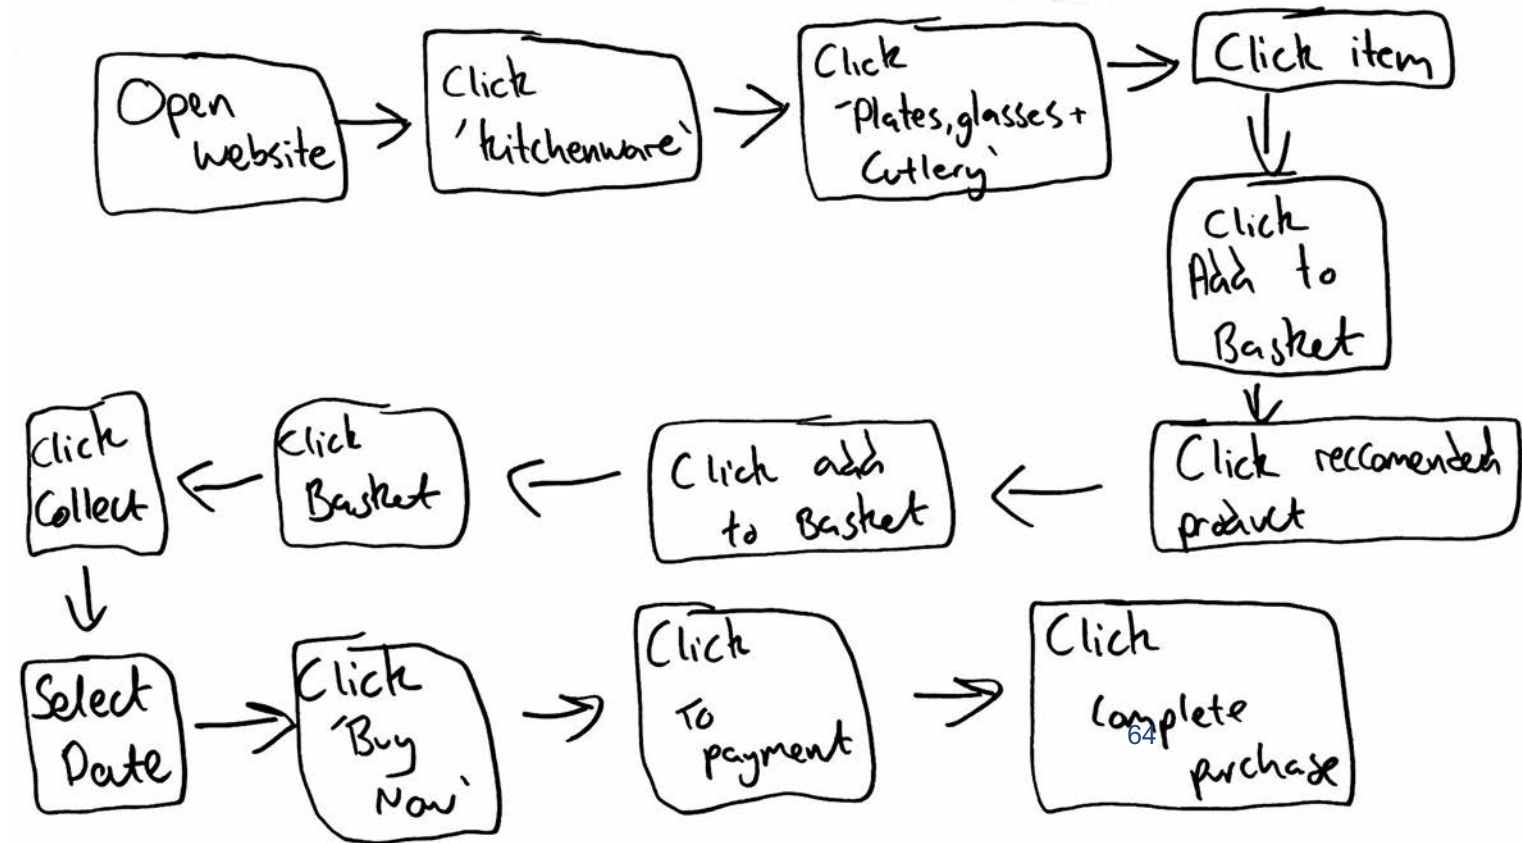 Open
website
Click
'kitchenware'
Click
'Plates, glasses +
Cutlery'
Click item
Click
Add to
Basket
Click reccomended
product
Click add
to Basket
Click
Basket
Click
Collect
Select
Date
Click
'Buy
Now'
Click
To
payment
Click
Complete
purchase
64